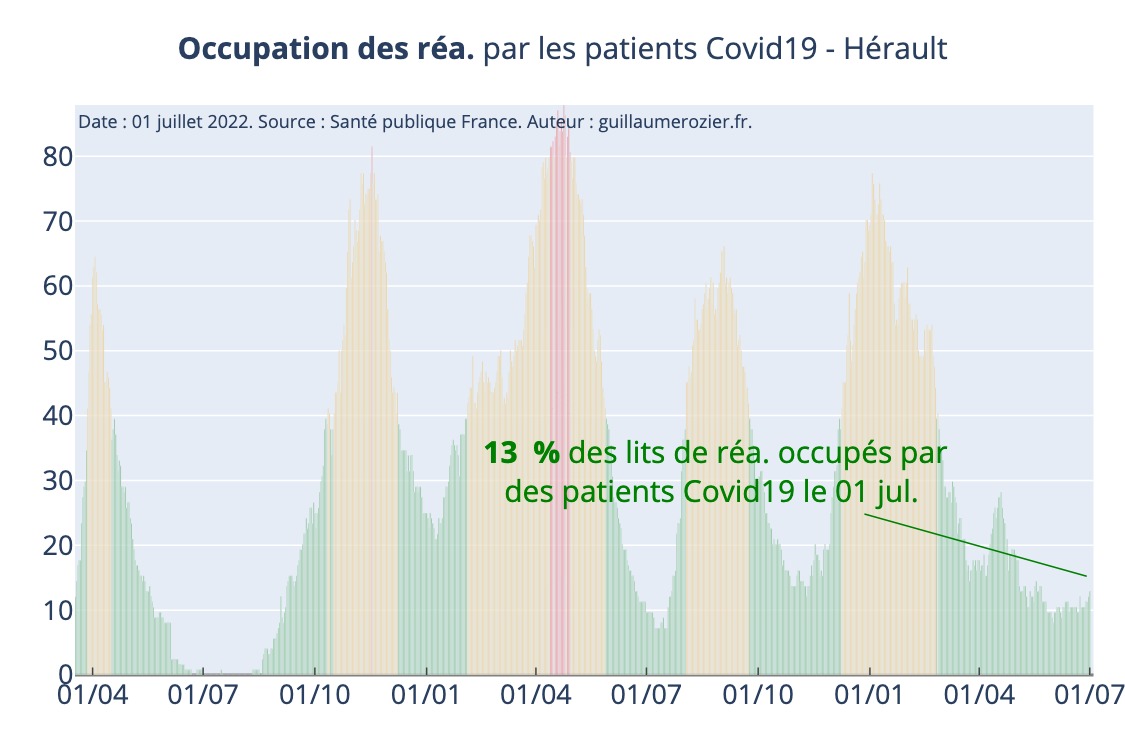 Occupation des réa. par les patients Covid19 - Hérault
Date : 01 juillet 2022. Source : Santé publique France. Auteur : guillaumerozier.fr.
80
70
60
50
40
13 % des lits de réa. occupés par
des patients Covid19 le 01 jul.
30
20
10
0
01/04 01/07 01/10 01/01 01/04 01/07 01/10 01/01 01/04 01/07